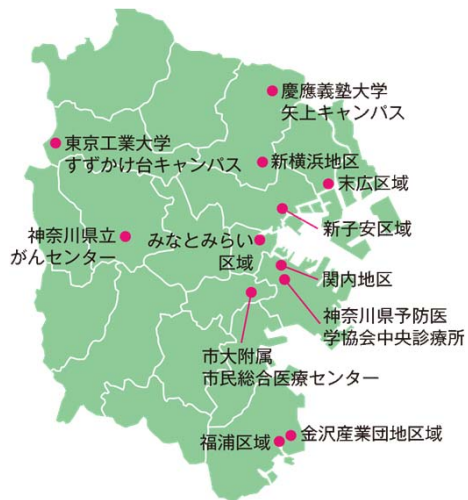 慶應義塾大学
矢上キャンパス
東京工業大学
すずかけ台キャンパス
新横浜地区
末広区域
新子安区域
神奈川県立
がんセンター
みなとみらい
区域
関内地区
神奈川県予防医
学協会中央診療所
市大附属
市民総合医療センター
福浦区域
金沢産業団地区域